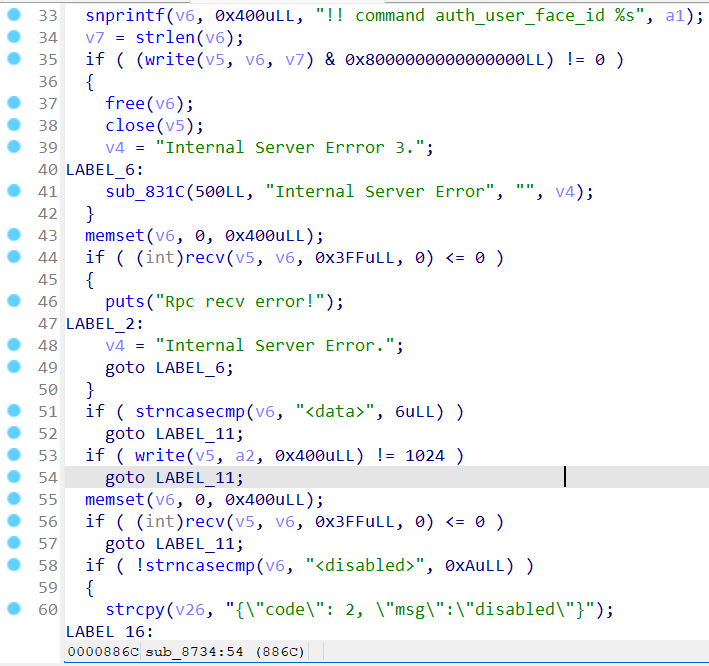 33 snprintf(v6, 0x400uLL, "!! command auth_user_face_id %s", a1);
34 v7 = strlen(v6);
35 if ( (write(v5, v6, v7) & 0x8000000000000000LL) != 0 )
36 {
37 free(v6);
38 close(v5);
39 v4 = "Internal Server Errror 3.";
40 LABEL_6:
41 sub_831C(500LL, "Internal Server Error", "", v4);
42 }
43 memset(v6, 0, 0x400uLL);
44 if ( (int)recv(v5, v6, 0x3FFuLL, 0) <= 0 )
45 {
46 puts("Rpc recv error!");
47 LABEL_2:
48 v4 = "Internal Server Error.";
49 goto LABEL_6;
50 }
51 if ( strncasecmp(v6, "<data>", 6uLL) )
52 goto LABEL_11;
53 if ( write(v5, a2, 0x400uLL) != 1024 )
54 goto LABEL_11;
55 memset(v6, 0, 0x400uLL);
56 if ( (int)recv(v5, v6, 0x3FFuLL, 0) <= 0 )
57 goto LABEL_11;
58 if ( !strncasecmp(v6, "<disabled>", 0xAuLL) )
59 {
60 strcpy(v26, "{\"code\": 2, \"msg\":\"disabled\"}");
LABEL_16:
0000886C sub_8734:54 (886C)